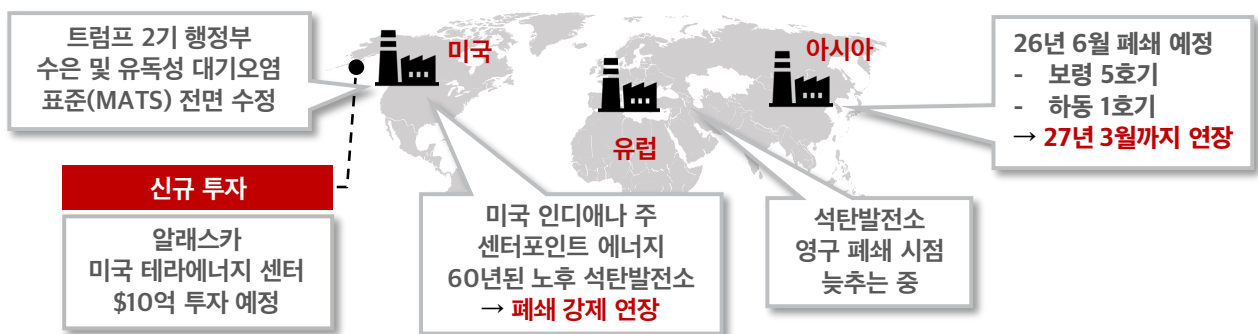 트럼프 2기 행정부
수은 및 유독성 대기오염
표준(MATS) 전면 수정
미국
아시아
유럽
26년 6월 폐쇄 예정
- 보령 5호기
- 하동 1호기
→ 27년 3월까지 연장
신규 투자
알래스카
미국 테라에너지 센터
$10억 투자 예정
미국 인디애나 주
센터포인트 에너지
60년된 노후 석탄발전소
→ 폐쇄 강제 연장
석탄발전소
영구 폐쇄 시점
늦추는 중